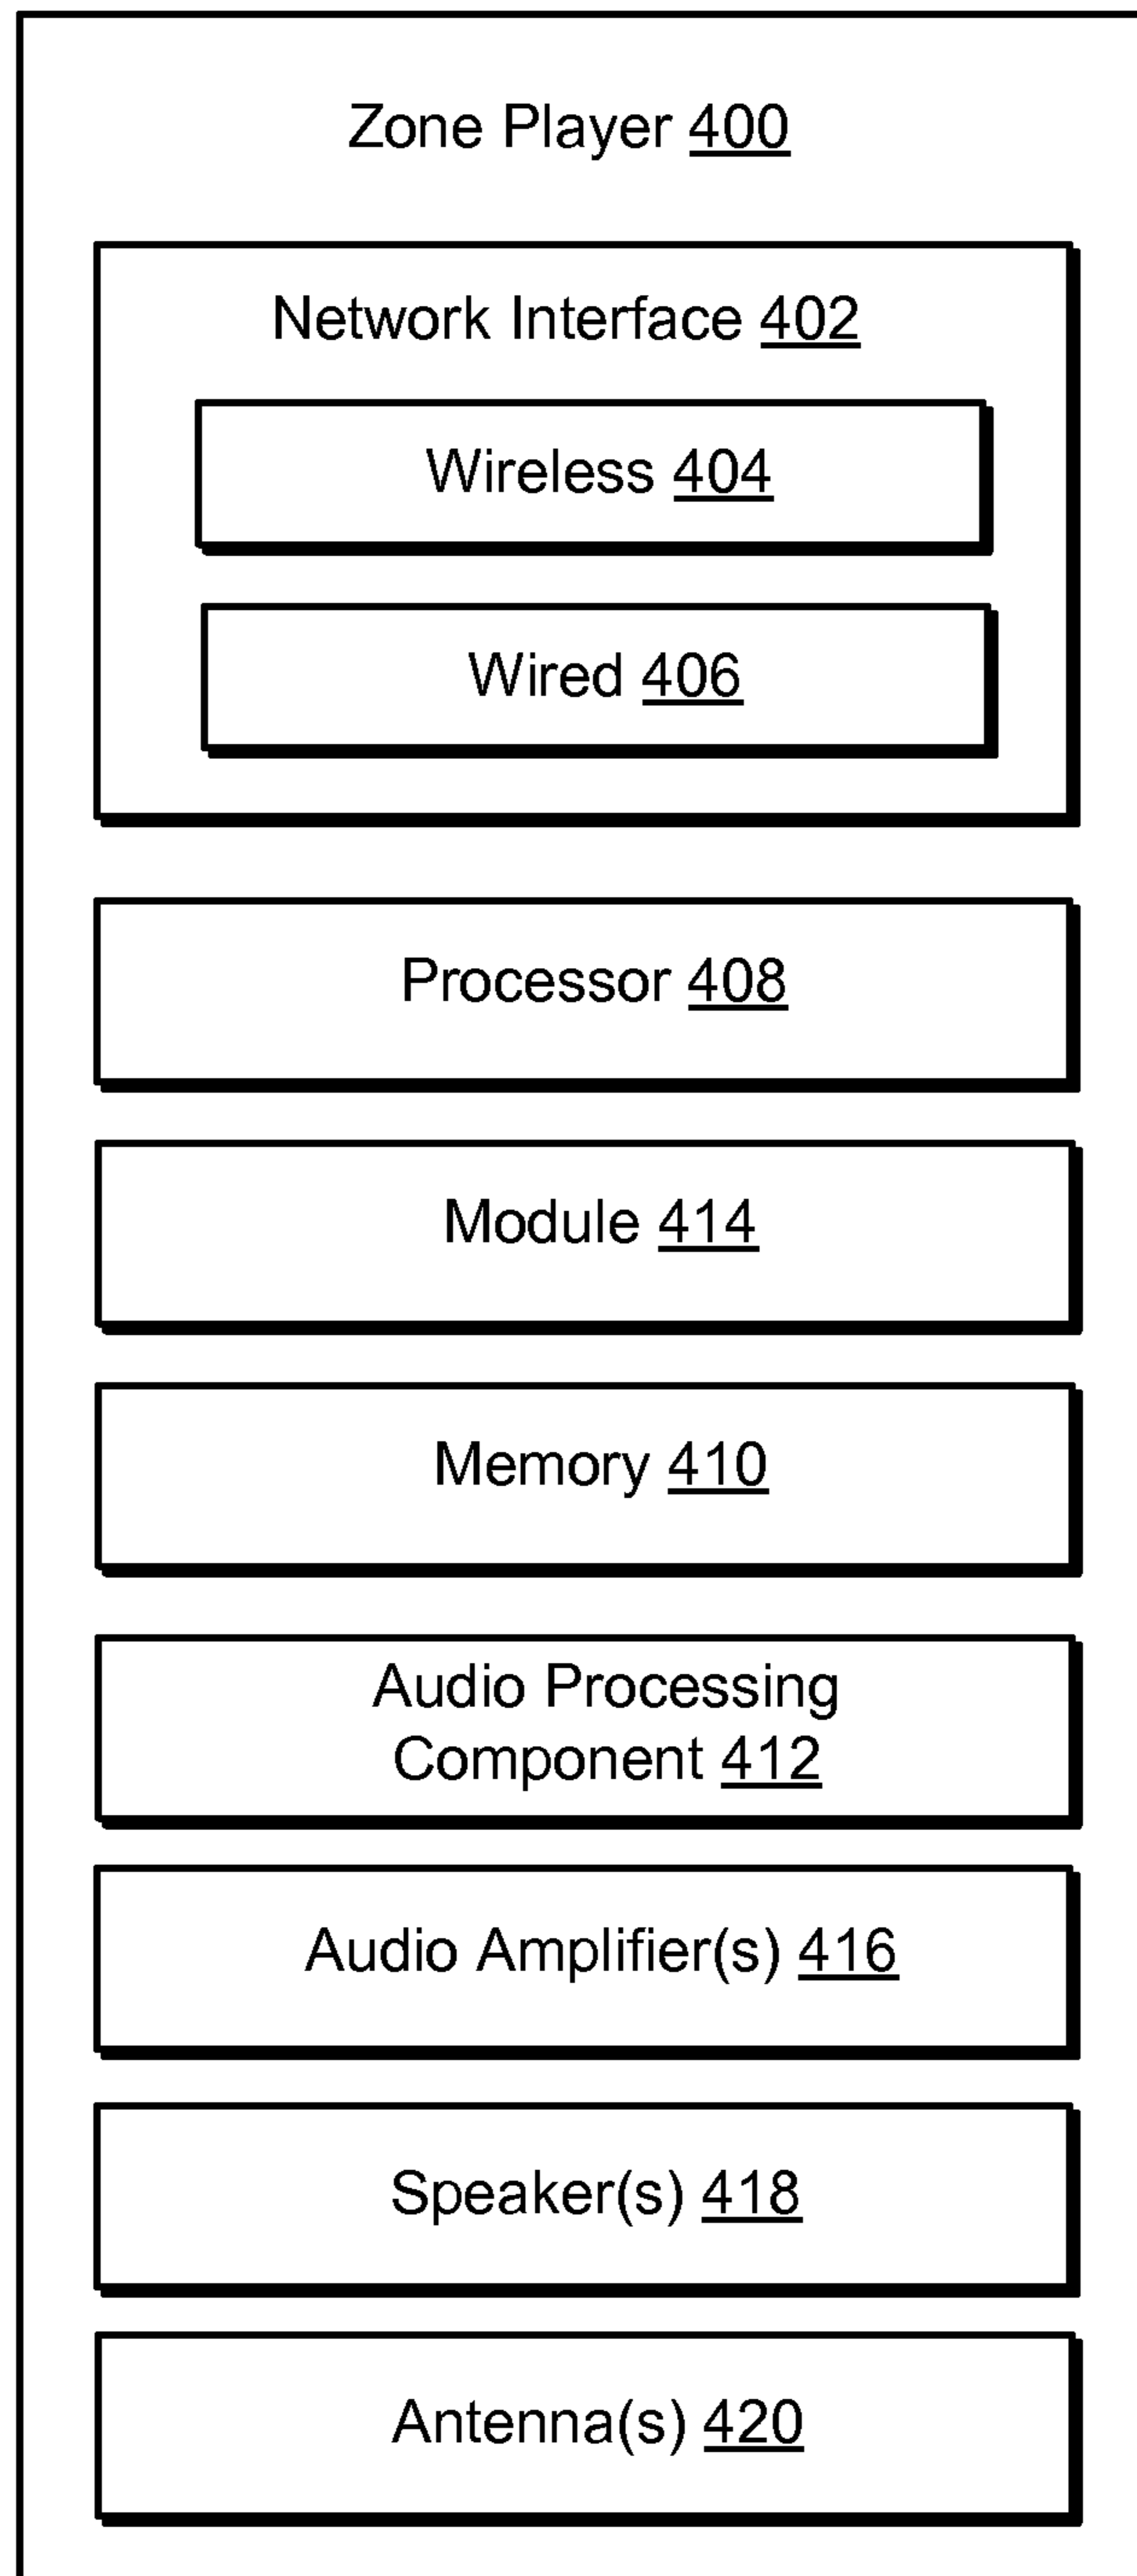 Zone Player 400
Network Interface 402
Wireless 404
Wired 406
Processor 408
Module 414
Memory 410
Audio Processing
Component 412
Audio Amplifier(s) 416
Speaker(s) 418
Antenna(s) 420